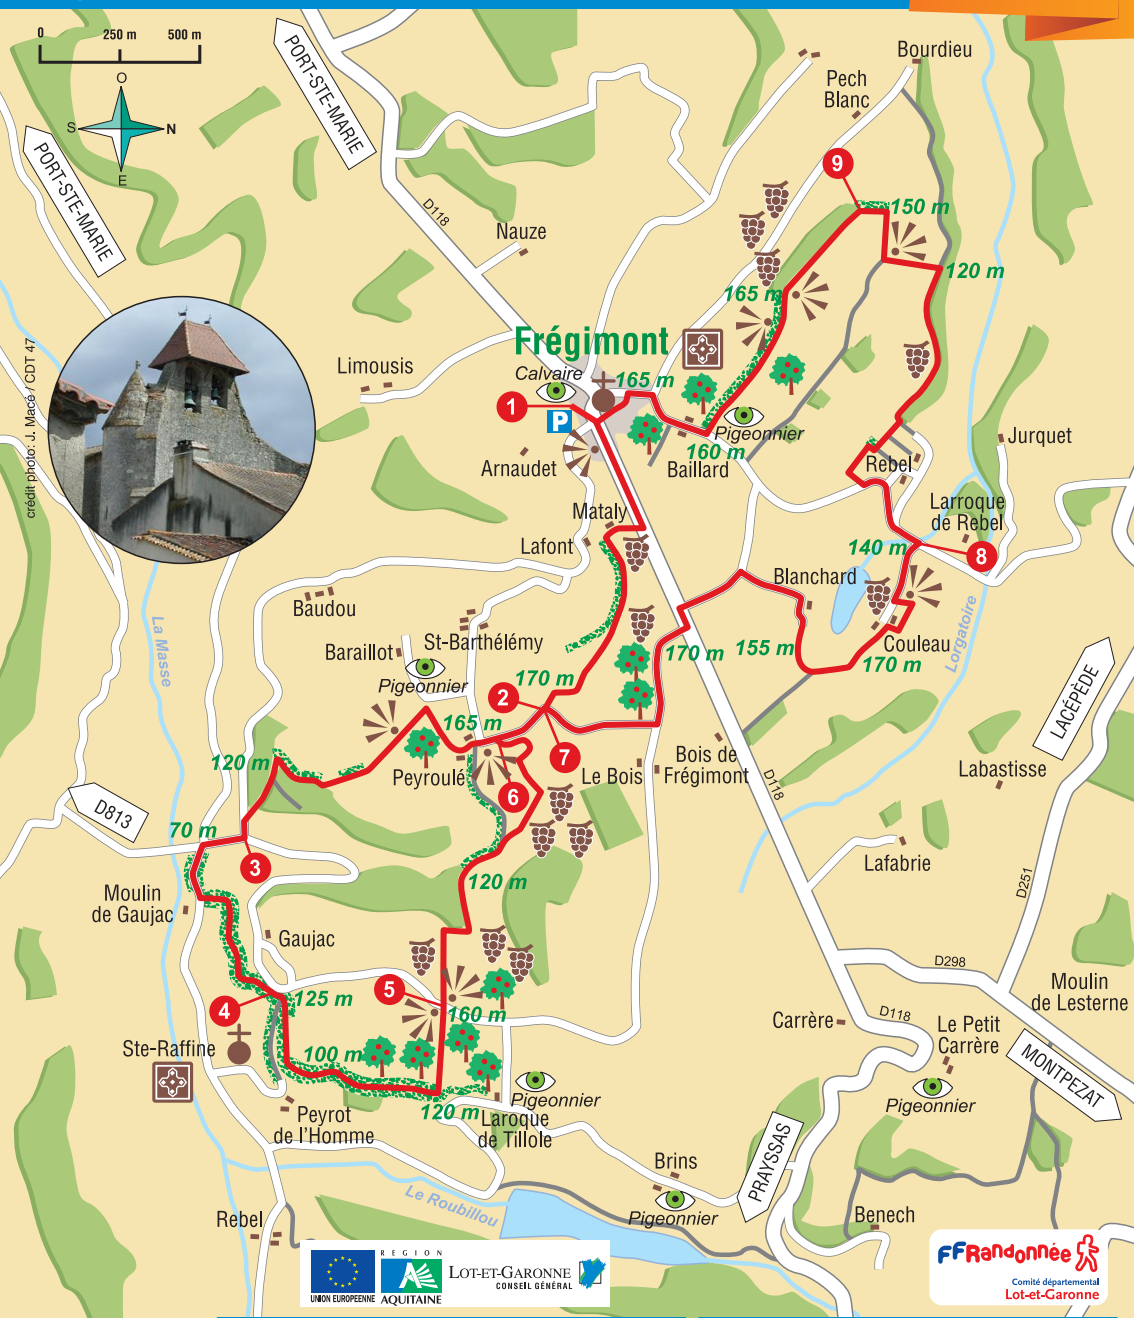 0 250 m 500 m
O
S N
E
PORT-STE-MARIE
PORT-STE-MARIE
D118
Bourdieu
Pech
Blanc
9
150 m
120 m
Nauze
165 m
Frégimont
Calvaire
165 m
1
P
Limousis
Pigeonnier
160 m
Baillard
Arnaudet
Rebel
Jurquet
Larroque
de Rebel
Mataly
Lafont
140 m
8
Blanchard
Baudou
La Masse
St-Barthélémy
Baraillot
Pigeonnier
170 m
155 m
Couleau
170 m
Lorgatoire
170 m
2
165 m
7
LACÉPÈDE
120 m
Peyroulé
Le Bois
Bois de
Frégimont
D118
Labastisse
6
D813
70 m
3
Lafabrie
D251
120 m
Moulin
de Gaujac
Gaujac
D298
Moulin
de Lesterne
5
125 m
4
160 m
Carrère
D118
Le Petit
Carrère
Ste-Raffine
100 m
MONTPEZAT
Pigeonnier
Pigeonnier
120 m
Laroque
de Tillole
Peyrot
de l'Homme
PRAYSSAS
Brins
Le Roubillou
Pigeonnier
Benech
Rebel
crédit photo: J. Macé / CDT 47
UNION EUROPEENNE
REGION
AQUITAINE
LOT-ET-GARONNE
CONSEIL GÉNÉRAL
FFRandonnée
Comité départemental
Lot-et-Garonne